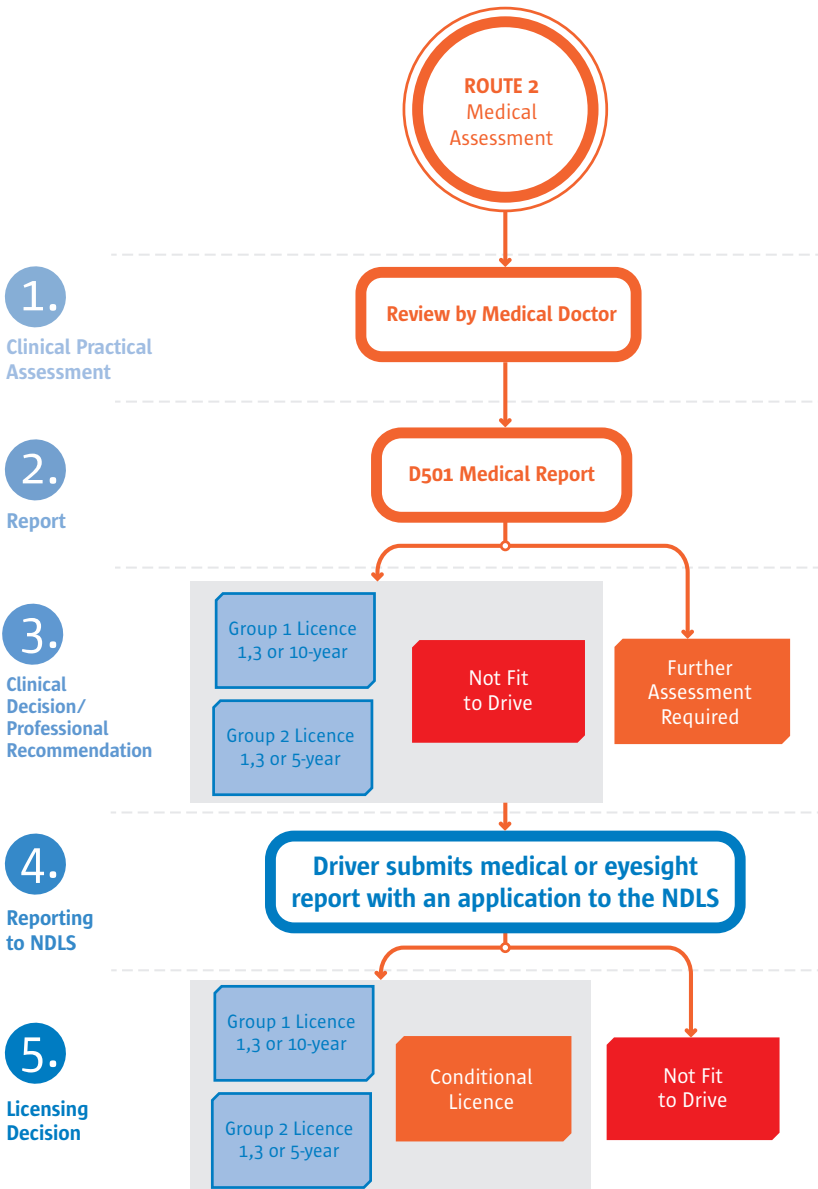 ROUTE 2
Medical
Assessment
1.
Clinical Practical
Assessment
Review by Medical Doctor
2.
Report
D501 Medical Report
3.
Clinical
Decision/
Professional
Recommendation
Group 1 Licence
1,3 or 10-year
Group 2 Licence
1,3 or 5-year
Not Fit
to Drive
Further
Assessment
Required
4.
Reporting
to NDLS
Driver submits medical or eyesight
report with an application to the NDLS
5.
Licensing
Decision
Group 1 Licence
1,3 or 10-year
Group 2 Licence
1,3 or 5-year
Conditional
Licence
Not Fit
to Drive